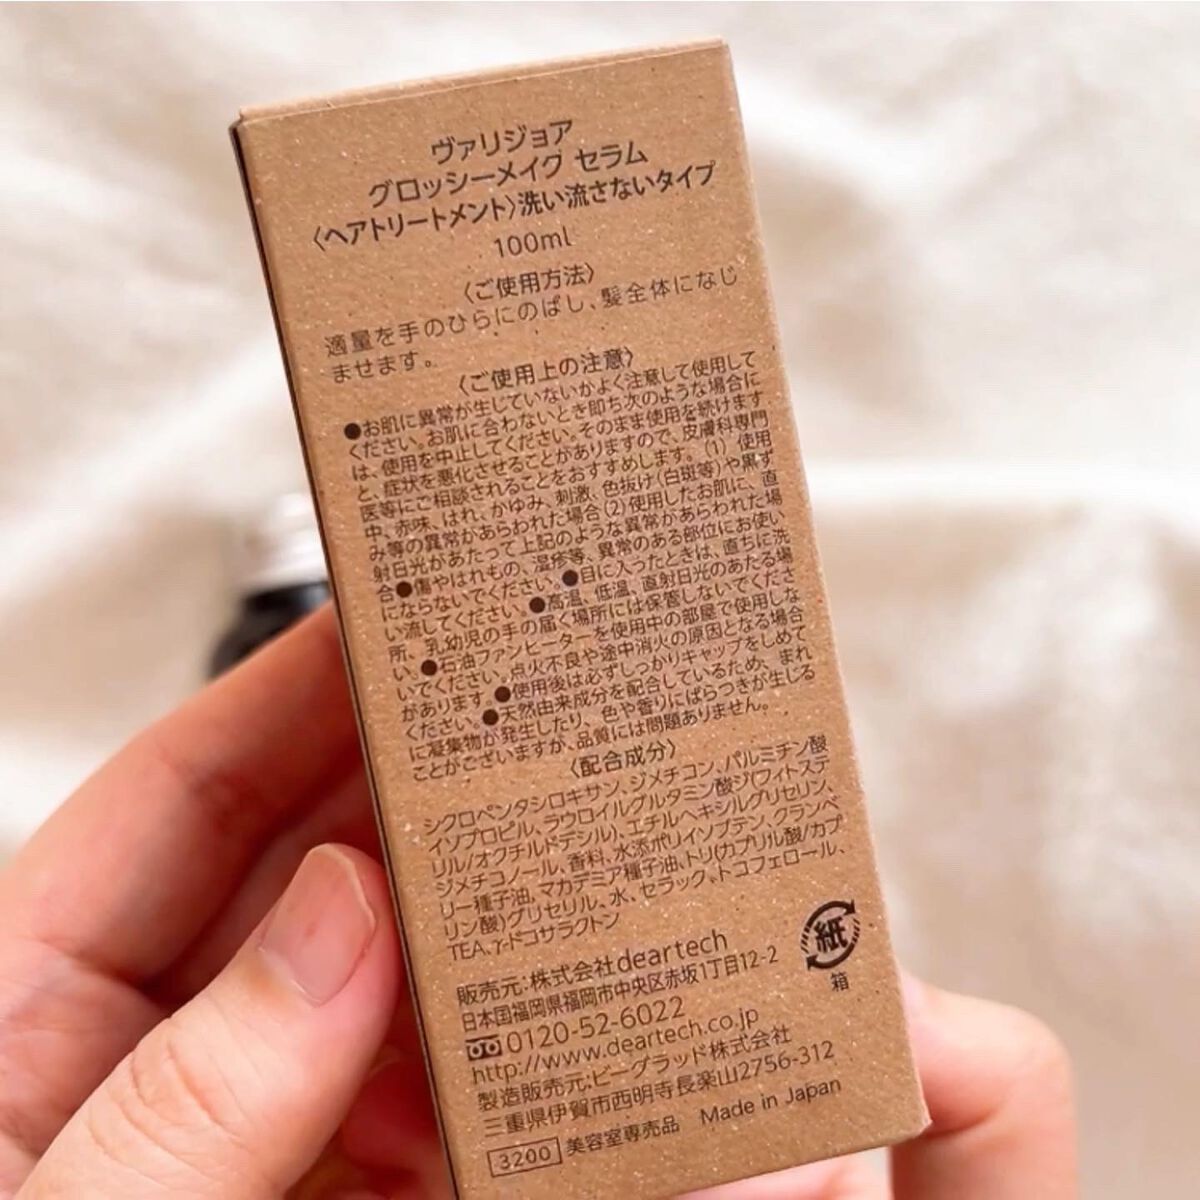 ヴァリジョア
グロッシーメイク セラム
〈ヘアトリートメント〉洗い流さないタイプ
100ml
〈ご使用方法〉
適量を手のひらにのばし、髪全体になじ
ませます。
〈ご使用上の注意〉
●お肌に異常が生じていないかよく注意して使用して
ください。お肌に合わないとき即ち次のような場合に
は、使用を中止してください。そのまま使用を続けます
と、症状を悪化させることがありますので、皮膚科専門
医等にご相談されることをおすすめします。(1) 使用
中、赤味、はれ、かゆみ、刺激、色抜け(白斑等)や黒ず
み等の異常があらわれた場合(2)使用したお肌に、直
射日光があたって上記のような異常があらわれた場
合●傷やはれもの、湿疹等、異常のある部位にお使い
にならないでください。●目に入ったときは、直ちに洗
い流してください。●高温、低温、直射日光のあたる場
所、乳幼児の手の届く場所には保管しないでくださ
い。●石油ファンヒーターを使用中の部屋で使用しな
いでください。点火不良や途中消火の原因となる場合
があります。●使用後は必ずしっかりキャップをしめて
ください。●天然由来成分を配合しているため、まれ
に凝集物が発生したり、色や香りにばらつきが生じる
ことがございますが、品質には問題ありません。
〈配合成分〉
シクロペンタシロキサン、ジメチコン、パルミチン酸
イソプロピル、ラウロイルグルタミン酸ジ(フィトステ
リル/オクチルドデシル)、エチルヘキシルグリセリン、
ジメチコノール、香料、水添ポリイソブテン、クランベ
リー種子油、マカデミア種子油、トリ(カプリル酸/カプ
リン酸)グリセリル、水、セラック、トコフェロール、
TEA、γ-ドコサラクトン
紙
箱
販売元:株式会社deartech
日本国福岡県福岡市中央区赤坂1丁目12-2
0120-52-6022
http://www.deartech.co.jp
製造販売元:ビーグラッド株式会社
三重県伊賀市西明寺長楽山2756-312
3200 美容室専売品 Made in Japan